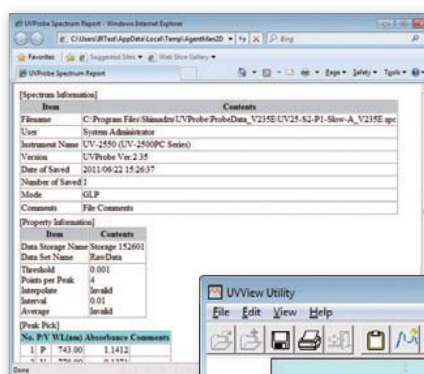 UVProbe Spectrum Report - Windows Internet Explorer
C:\Users\IRTest\AppData\Local\Temp\AgentMan2D
Bing
Favorites Suggested Sites Web Slice Gallery
UVProbe Spectrum Report Page Safety Tools
[Spectrum Information]
Item Contents
Filename C:\Program Files\Shimadzu\UVProbe\ProbeData_V235E\UV25-S2-P1-Slow-A_V235E.spc
User System Administrator
Instrument Name UV-2550 (UV-2500PC Series)
Version UVProbe Ver.2.35
Date of Saved 2011/06/22 15:26:37
Number of Saved 1
Mode GLP
Comments File Comments
[Property Information]
Item Contents
Data Storage Name Storage 152601
Data Set Name RawData
Threshold 0.001
Points per Peak 4
Interpolate Invalid
Interval 0.01
Average Invalid
[Peak Pick]
No. P/V WL(nm) Absorbance Comments
1 P 743.00 1.1412
Done
UVView Utility
File Edit View Help